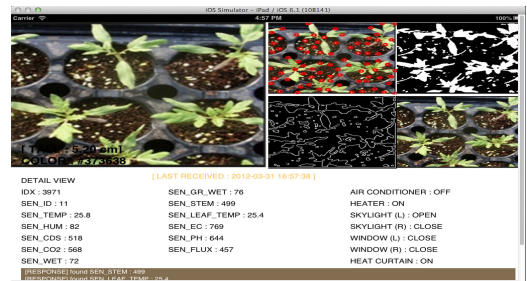 iOS Simulator – iPad / iOS 6.1 (10B141)
Carrier 4:57 PM 100%
5.20 cm]
COLOR : #373638
DETAIL VIEW
[ LAST RECEIVED : 2012-03-31 16:57:38 ]
IDX : 3971
SEN_ID : 11
SEN_TEMP : 25.8
SEN_HUM : 82
SEN_CDS : 518
SEN_CO2 : 568
SEN_WET : 72
SEN_GR_WET : 76
SEN_STEM : 499
SEN_LEAF_TEMP : 25.4
SEN_EC : 769
SEN_PH : 644
SEN_FLUX : 457
AIR CONDITIONER : OFF
HEATER : ON
SKYLIGHT (L) : OPEN
SKYLIGHT (R) : CLOSE
WINDOW (L) : CLOSE
WINDOW (R) : CLOSE
HEAT CURTAIN : ON
[RESPONSE] found SEN_STEM : 499
[RESPONSE] found SEN_LEAF_TEMP : 25.4